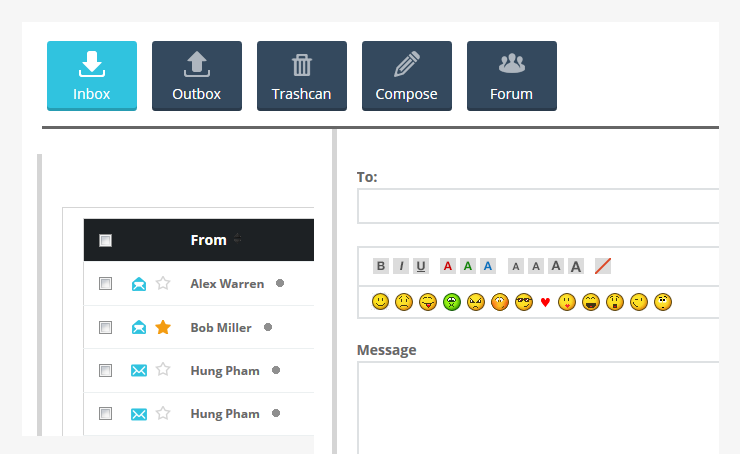 Inbox Outbox Trashcan Compose Forum
From
Alex Warren
Bob Miller
Hung Pham
Hung Pham
To:
B I U A A A A A A A
Message